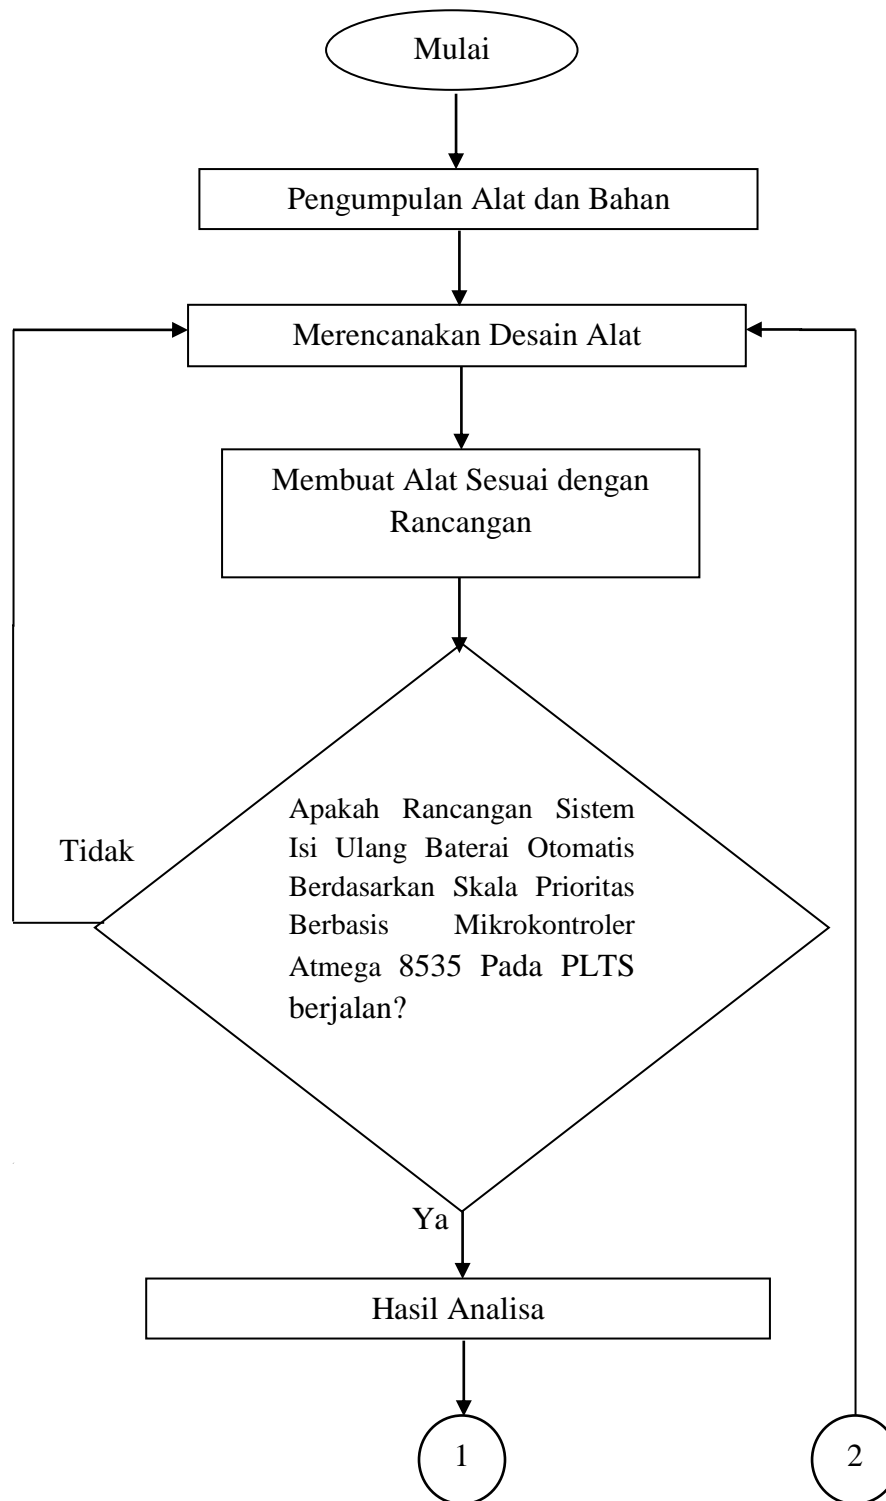 Mulai
Pengumpulan Alat dan Bahan
Merencanakan Desain Alat
Membuat Alat Sesuai dengan
Rancangan
Apakah Rancangan Sistem
Isi Ulang Baterai Otomatis
Berdasarkan Skala Prioritas
Berbasis Mikrokontroler
Atmega 8535 Pada PLTS
berjalan?
Tidak
Ya
Hasil Analisa
1
2